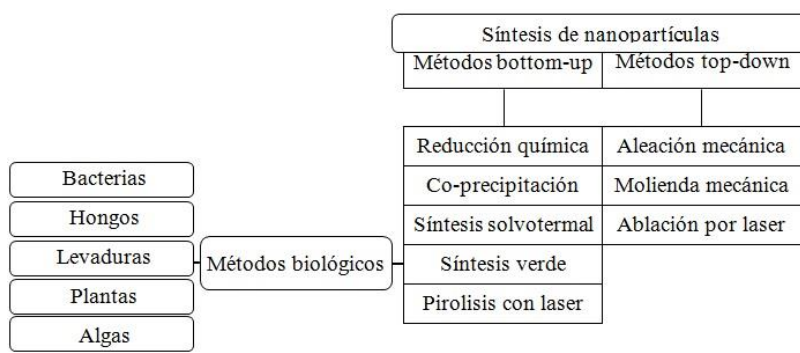 Síntesis de nanopartículas
Métodos bottom-up
Métodos top-down
Reducción química
Aleación mecánica
Co-precipitación
Molienda mecánica
Síntesis solvotermal
Ablación por laser
Síntesis verde
Pirolisis con laser
Métodos biológicos
Bacterias
Hongos
Levaduras
Plantas
Algas